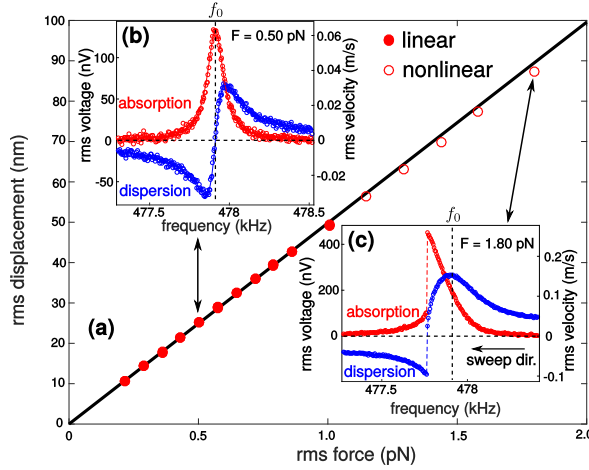 f₀
100
90
80
70
60
50
40
30
20
10
0
rms displacement (nm)
0
0.5
1.0
1.5
2.0
rms force (pN)
(a)
linear
nonlinear
(b)
F = 0.50 pN
100
50
0
-50
rms voltage (nV)
0.06
0.04
0.02
0
-0.02
rms velocity (m/s)
absorption
dispersion
477.5
478
478.5
frequency (kHz)
f₀
(c)
F = 1.80 pN
400
200
0
rms voltage (nV)
0.2
0.1
0
-0.1
rms velocity (m/s)
absorption
sweep dir.
dispersion
477.5
478
frequency (kHz)